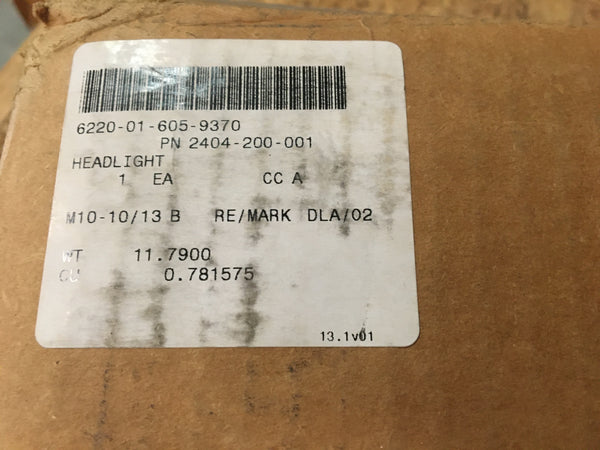 6220-01-605-9370
PN 2404-200-001
HEADLIGHT
1 EA CC A
M10-10/13 B RE/MARK DLA/02
WT 11.7900
CU 0.781575
13.1v01